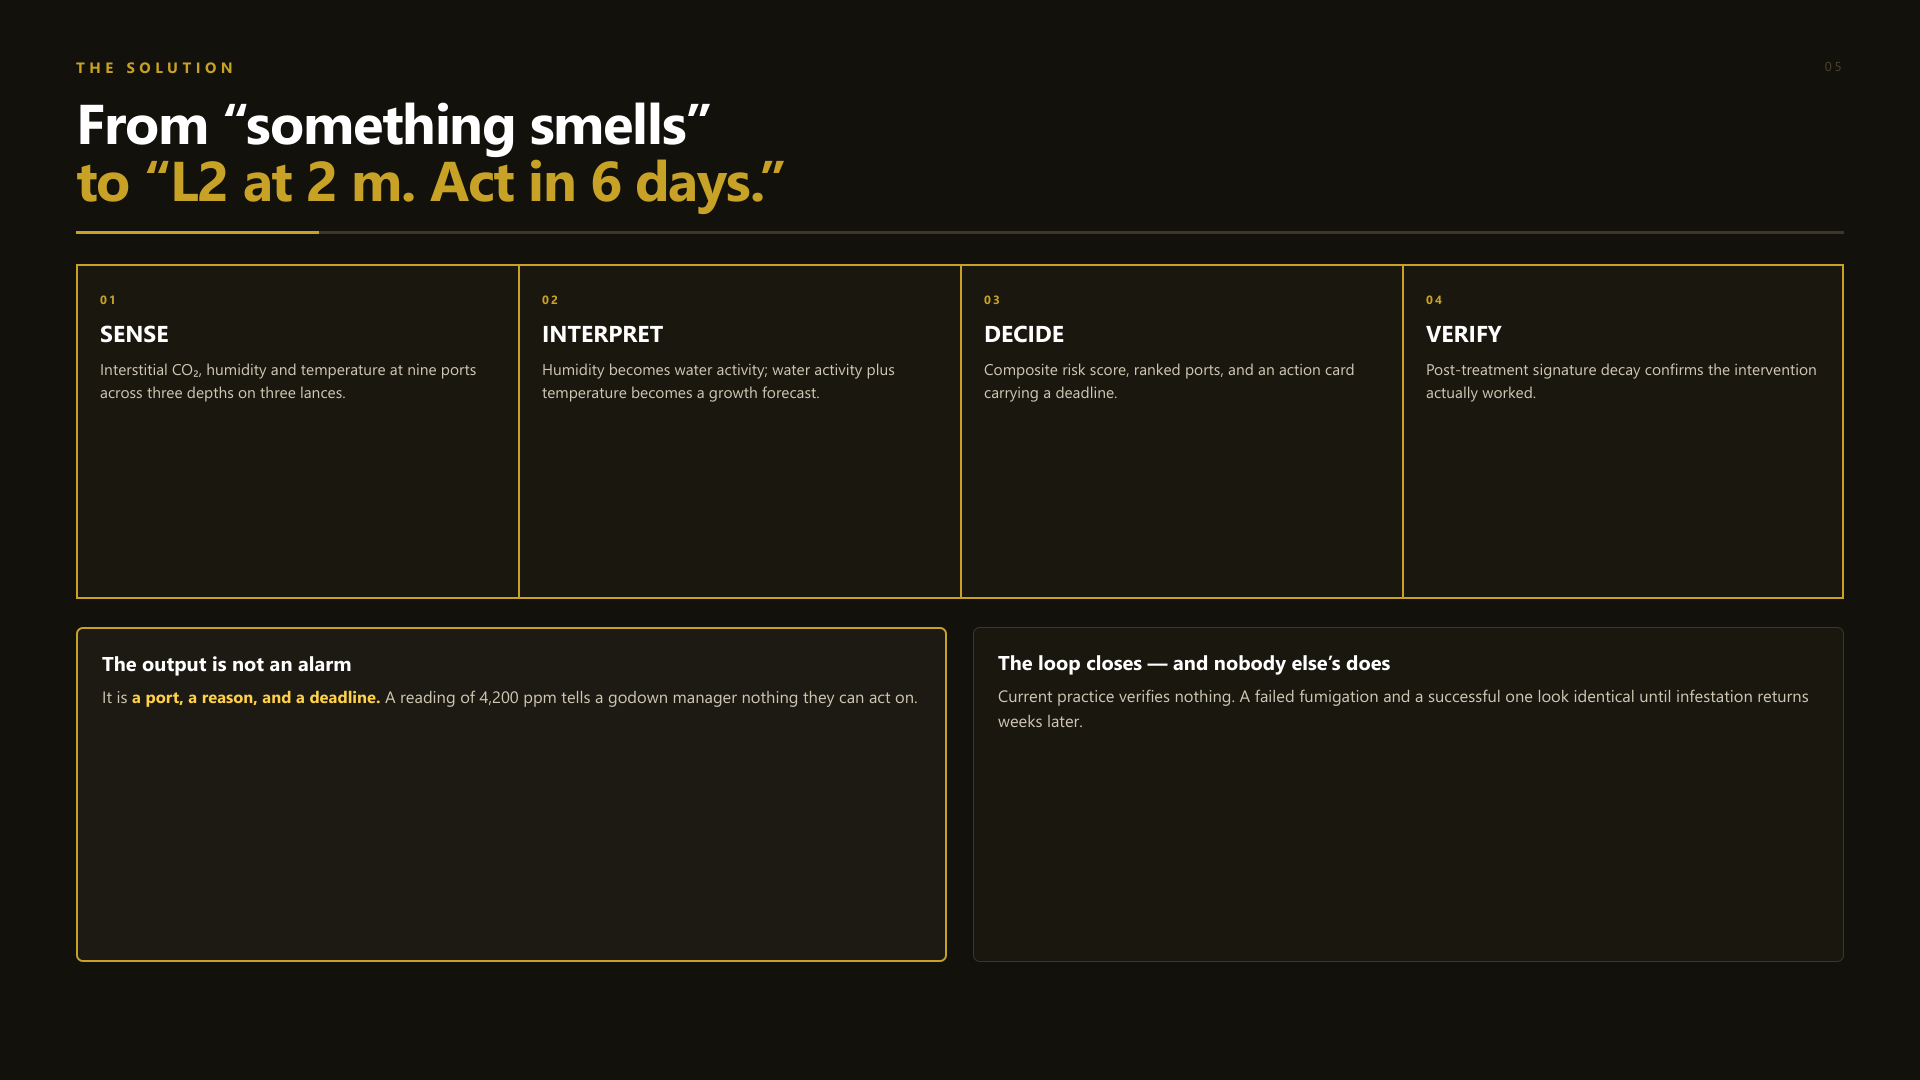 THE SOLUTION
05
From “something smells”
to “L2 at 2 m. Act in 6 days.”
01
SENSE
Interstitial CO₂, humidity and temperature at nine ports
across three depths on three lances.
02
INTERPRET
Humidity becomes water activity; water activity plus
temperature becomes a growth forecast.
03
DECIDE
Composite risk score, ranked ports, and an action card
carrying a deadline.
04
VERIFY
Post-treatment signature decay confirms the intervention
actually worked.
The output is not an alarm
It is a port, a reason, and a deadline. A reading of 4,200 ppm tells a godown manager nothing they can act on.
The loop closes — and nobody else’s does
Current practice verifies nothing. A failed fumigation and a successful one look identical until infestation returns
weeks later.